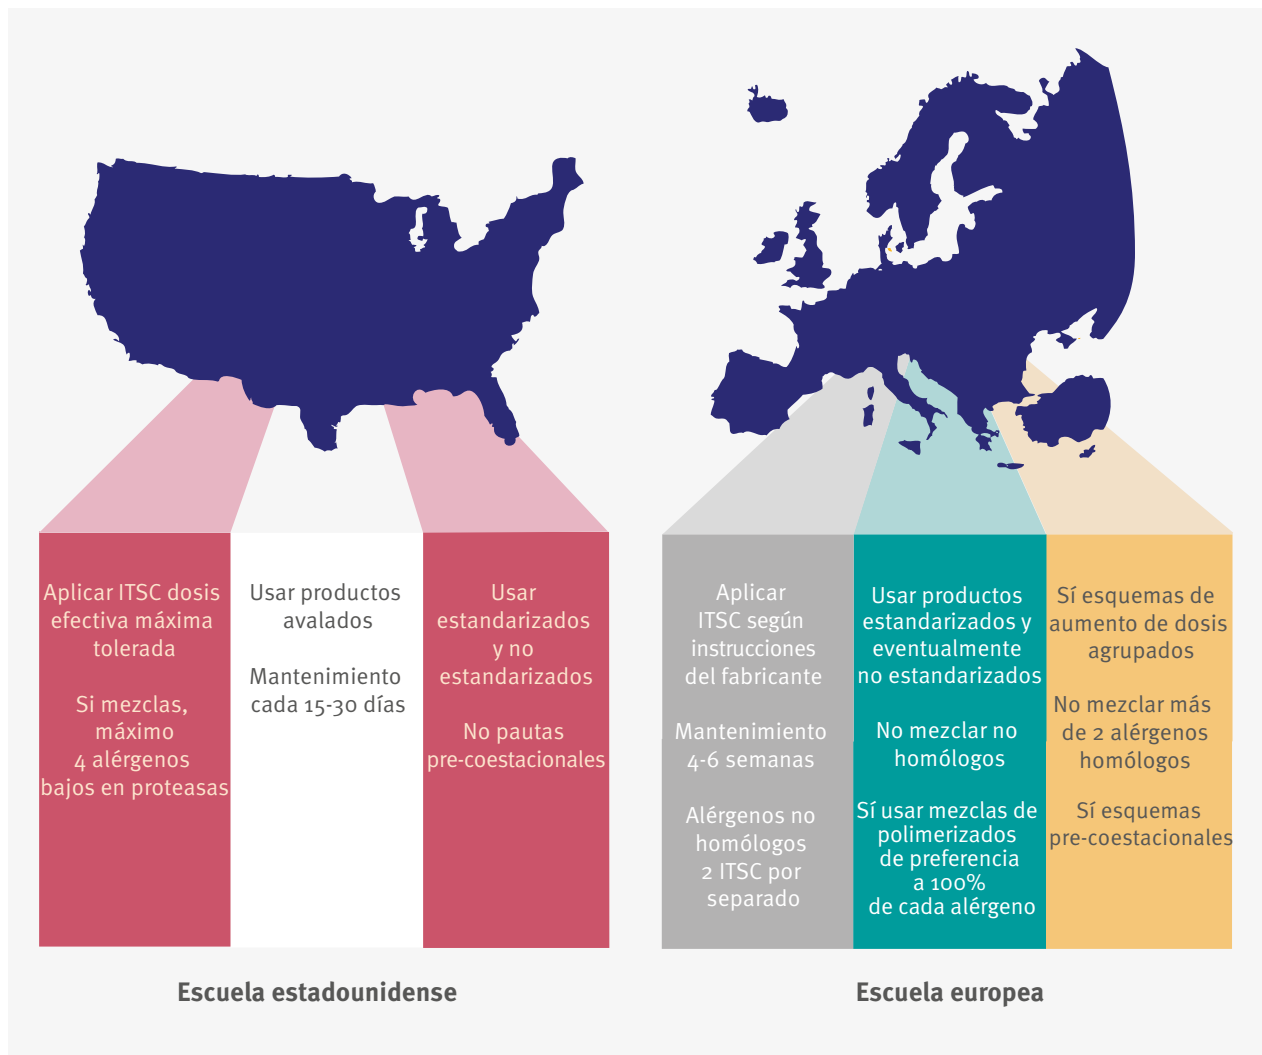 Aplicar ITSC dosis
efectiva máxima
tolerada
Si mezclas,
máximo
4 alérgenos
bajos en proteasas
Usar productos
avalados
Mantenimiento
cada 15-30 días
Usar
estandarizados
y no
estandarizados
No pautas
pre-coestacionales
Escuela estadounidense
Aplicar
ITSC según
instrucciones
del fabricante
Mantenimiento
4-6 semanas
Alérgenos no
homólogos
2 ITSC por
separado
Usar productos
estandarizados y
eventualmente
no estandarizados
No mezclar no
homólogos
Sí usar mezclas de
polimerizados
de preferencia
a 100%
de cada alérgeno
Sí esquemas de
aumento de dosis
agrupados
No mezclar más
de 2 alérgenos
homólogos
Sí esquemas
pre-coestacionales
Escuela europea